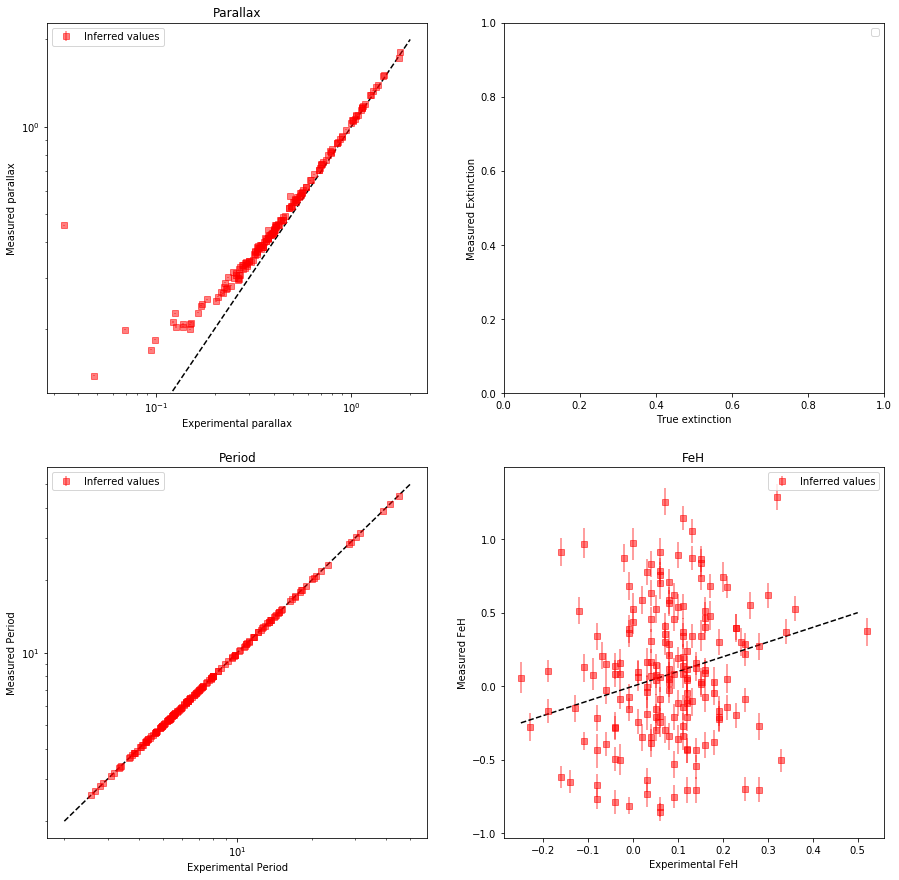 Parallax
Inferred values
10⁰
Measured parallax
10⁻¹
10⁰
Experimental parallax
1.0
0.8
0.6
0.4
0.2
0.0
Measured Extinction
0.0 0.2 0.4 0.6 0.8 1.0
True extinction
Period
Inferred values
10¹
Measured Period
10¹
Experimental Period
FeH
Inferred values
1.0
0.5
0.0
−0.5
−1.0
Measured FeH
−0.2 −0.1 0.0 0.1 0.2 0.3 0.4 0.5
Experimental FeH